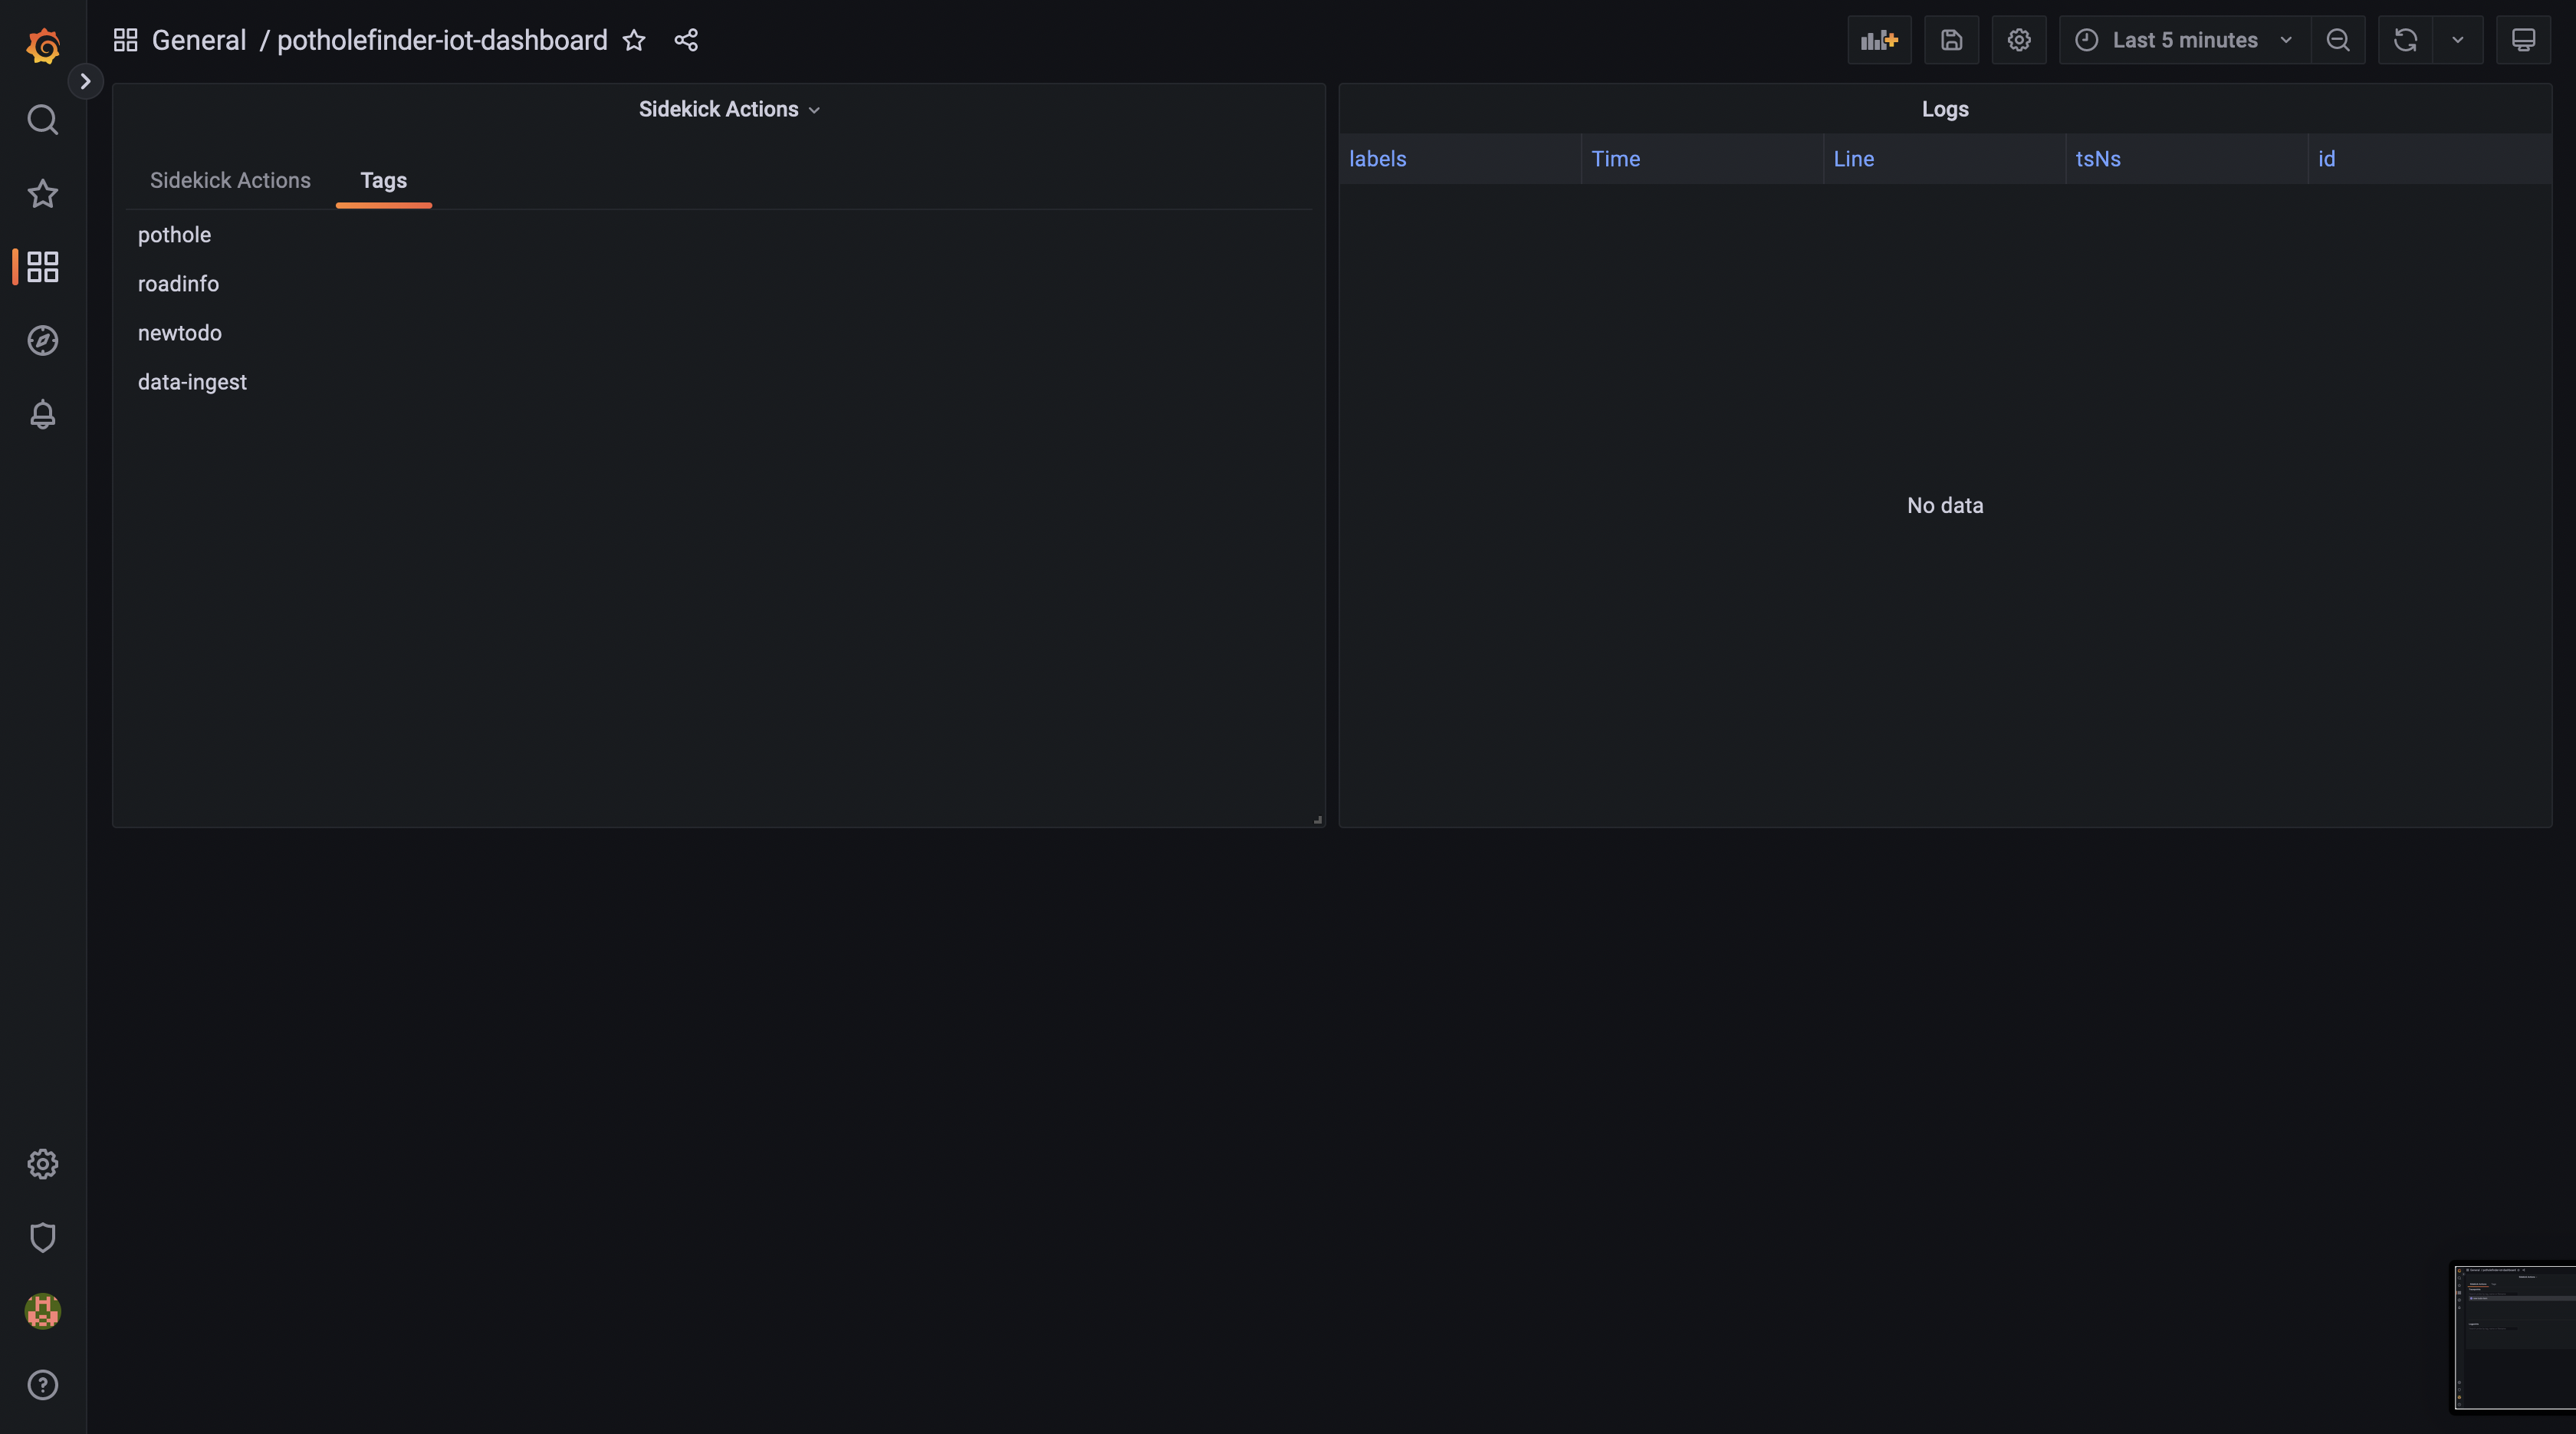 General / potholefinder-iot-dashboard
Last 5 minutes
Sidekick Actions
Sidekick Actions
Tags
pothole
roadinfo
newtodo
data-ingest
Logs
labels
Time
Line
tsNs
id
No data